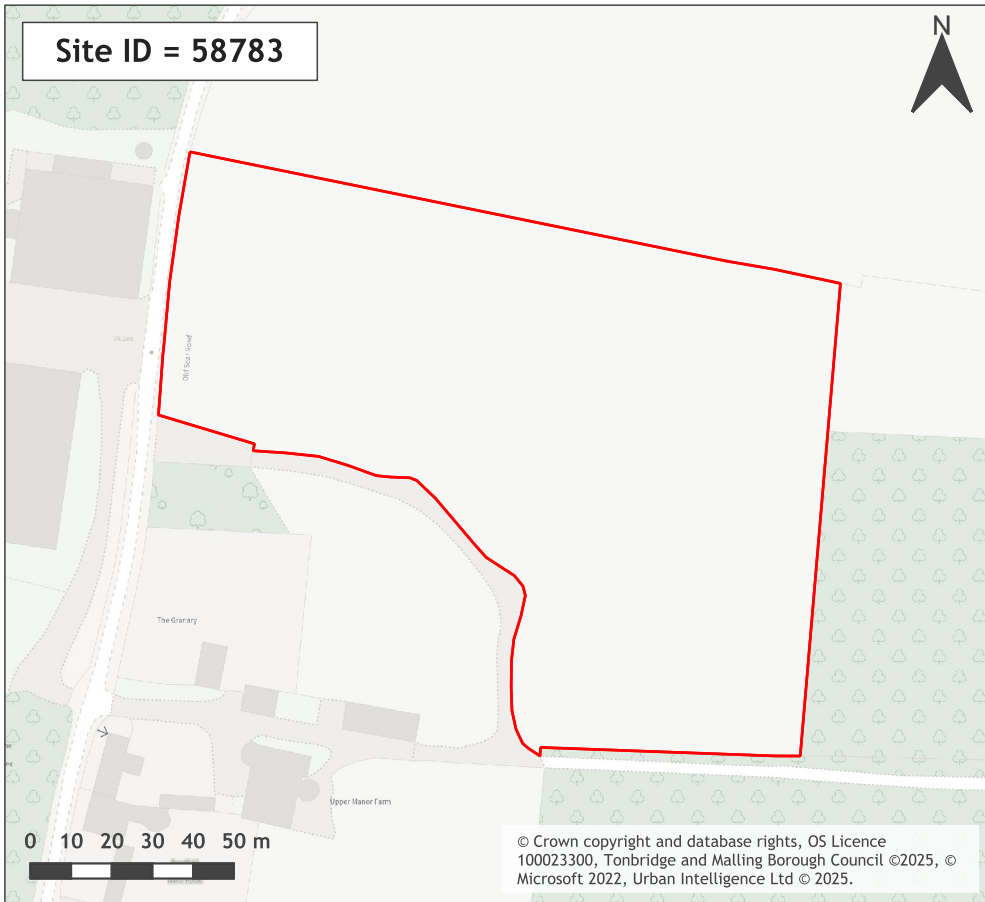 Site ID = 58783
N
Old Soar Road
The Granary
Upper Manor Farm
0 10 20 30 40 50 m
© Crown copyright and database rights, OS Licence
100023300, Tonbridge and Malling Borough Council ©2025, ©
Microsoft 2022, Urban Intelligence Ltd © 2025.